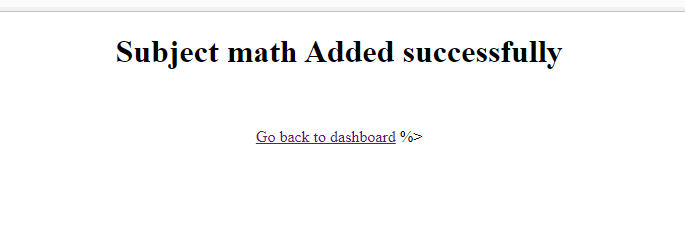 Subject math Added successfully
Go back to dashboard %>